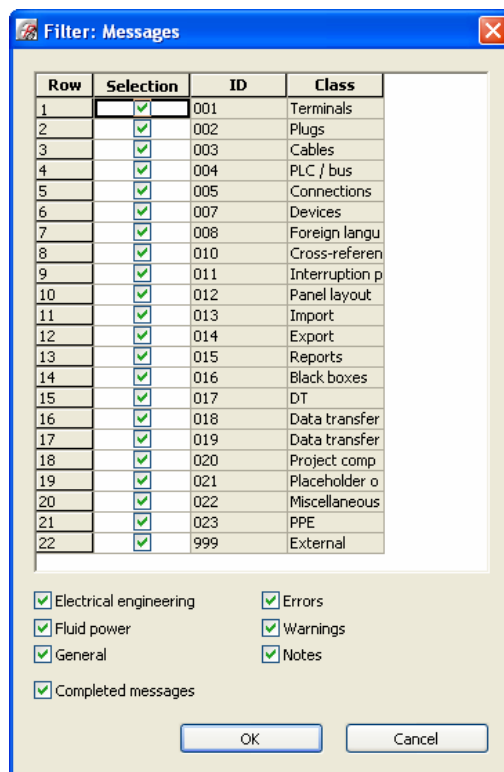 Filter: Messages
Row Selection ID Class
1 001 Terminals
2 002 Plugs
3 003 Cables
4 004 PLC / bus
5 005 Connections
6 007 Devices
7 008 Foreign langu
8 010 Cross-referen
9 011 Interruption p
10 012 Panel layout
11 013 Import
12 014 Export
13 015 Reports
14 016 Black boxes
15 017 DT
16 018 Data transfer
17 019 Data transfer
18 020 Project comp
19 021 Placeholder o
20 022 Miscellaneous
21 023 PPE
22 999 External
Electrical engineering Errors
Fluid power Warnings
General Notes
Completed messages
OK Cancel